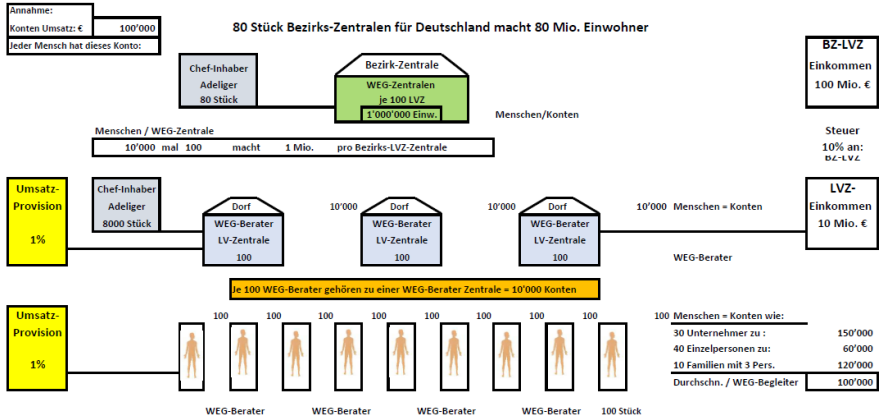 Annahme:
Konten Umsatz: € 100'000
Jeder Mensch hat dieses Konto:
80 Stück Bezirks-Zentralen für Deutschland macht 80 Mio. Einwohner
Chef-Inhaber
Adeliger
80 Stück
Bezirk-Zentrale
WEG-Zentralen
je 100 LVZ
1'000'000 Einw.
Menschen/Konten
BZ-LVZ
Einkommen
100 Mio. €
Menschen / WEG-Zentrale
10'000 mal 100 macht 1 Mio. pro Bezirks-LVZ-Zentrale
Steuer
10% an:
BZ-LVZ
Umsatz-
Provision
1%
Chef-Inhaber
Adeliger
8000 Stück
Dorf
WEG-Berater
LV-Zentrale
100
10'000
Dorf
WEG-Berater
LV-Zentrale
100
10'000
Dorf
WEG-Berater
LV-Zentrale
100
10'000 Menschen = Konten
WEG-Berater
LVZ-
Einkommen
10 Mio. €
Je 100 WEG-Berater gehören zu einer WEG-Berater Zentrale = 10'000 Konten
Umsatz-
Provision
1%
100 100 100 100 100 100 100 100 100 Menschen = Konten wie:
30 Unternehmer zu : 150'000
40 Einzelpersonen zu: 60'000
10 Familien mit 3 Pers. 120'000
Durchschn. / WEG-Begleiter 100'000
WEG-Berater WEG-Berater WEG-Berater WEG-Berater 100 Stück